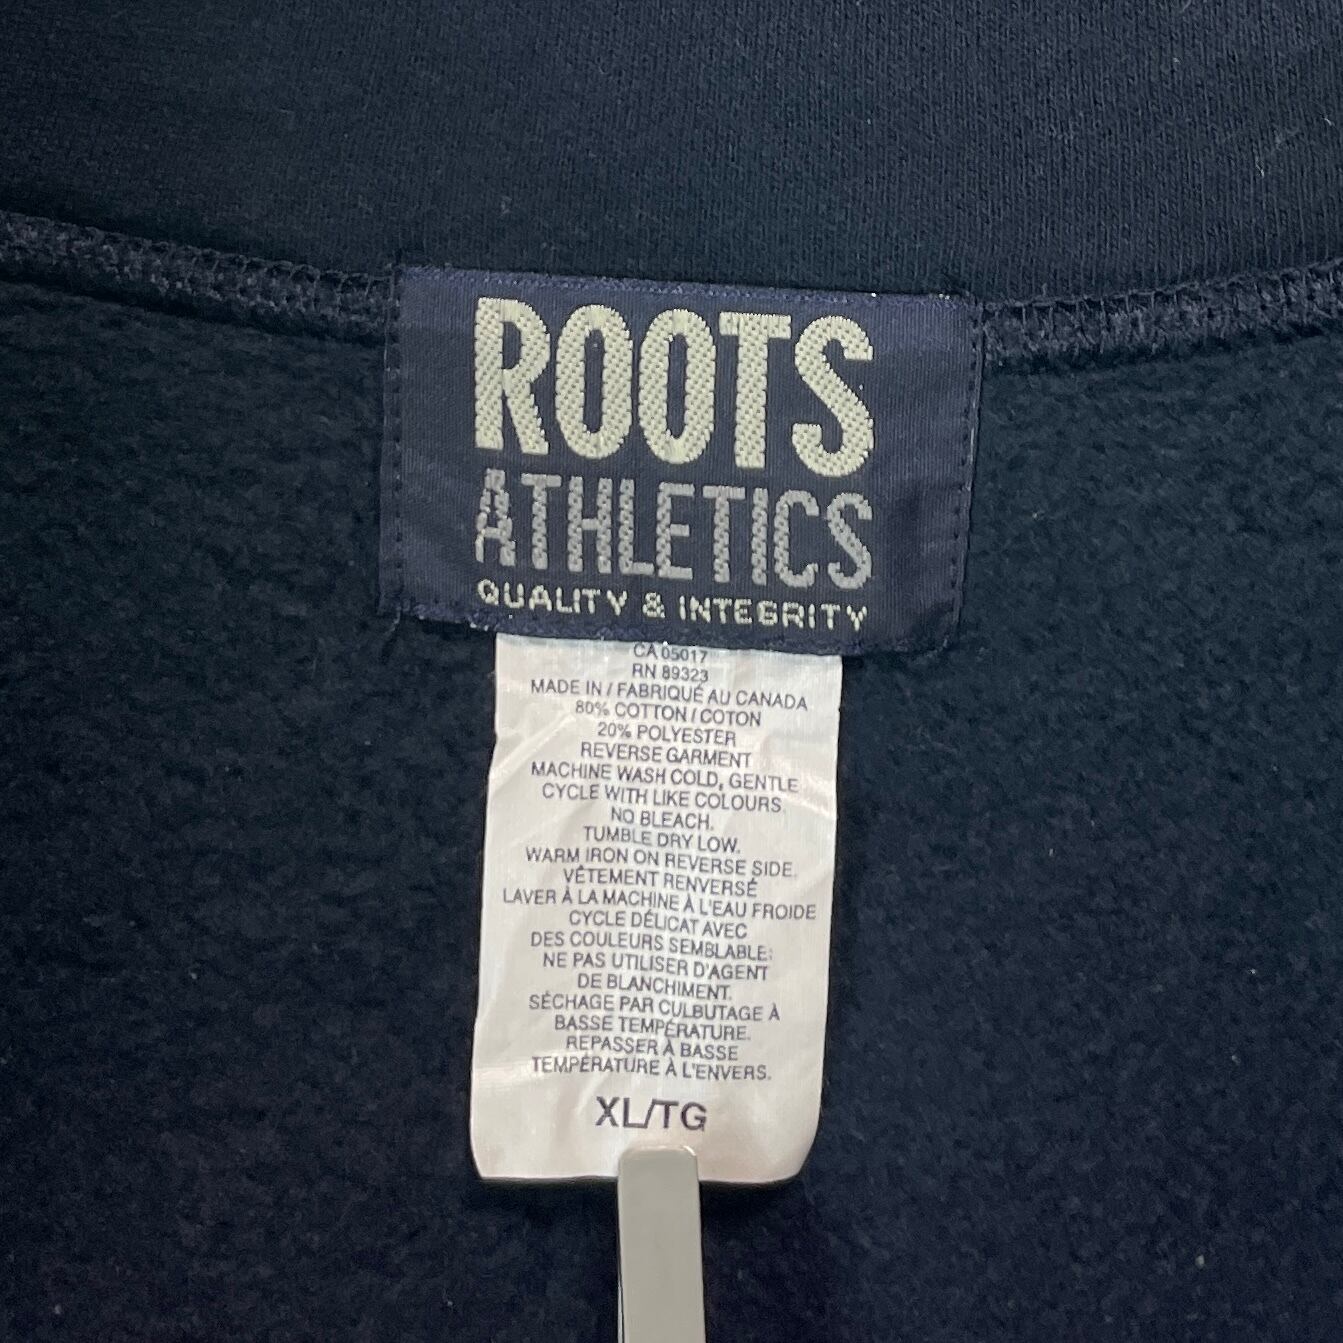 ROOTS
ATHLETICS
QUALITY & INTEGRITY
CA 05017
RN 89323
MADE IN / FABRIQUÉ AU CANADA
80% COTTON / COTON
20% POLYESTER
REVERSE GARMENT
MACHINE WASH COLD, GENTLE
CYCLE WITH LIKE COLOURS.
NO BLEACH.
TUMBLE DRY LOW.
WARM IRON ON REVERSE SIDE.
VÊTEMENT RENVERSÉ
LAVER À LA MACHINE À L'EAU FROIDE
CYCLE DÉLICAT AVEC
DES COULEURS SEMBLABLE;
NE PAS UTILISER D'AGENT
DE BLANCHIMENT.
SÉCHAGE PAR CULBUTAGE À
BASSE TEMPÉRATURE.
REPASSER À BASSE
TEMPÉRATURE À L'ENVERS.
XL/TG